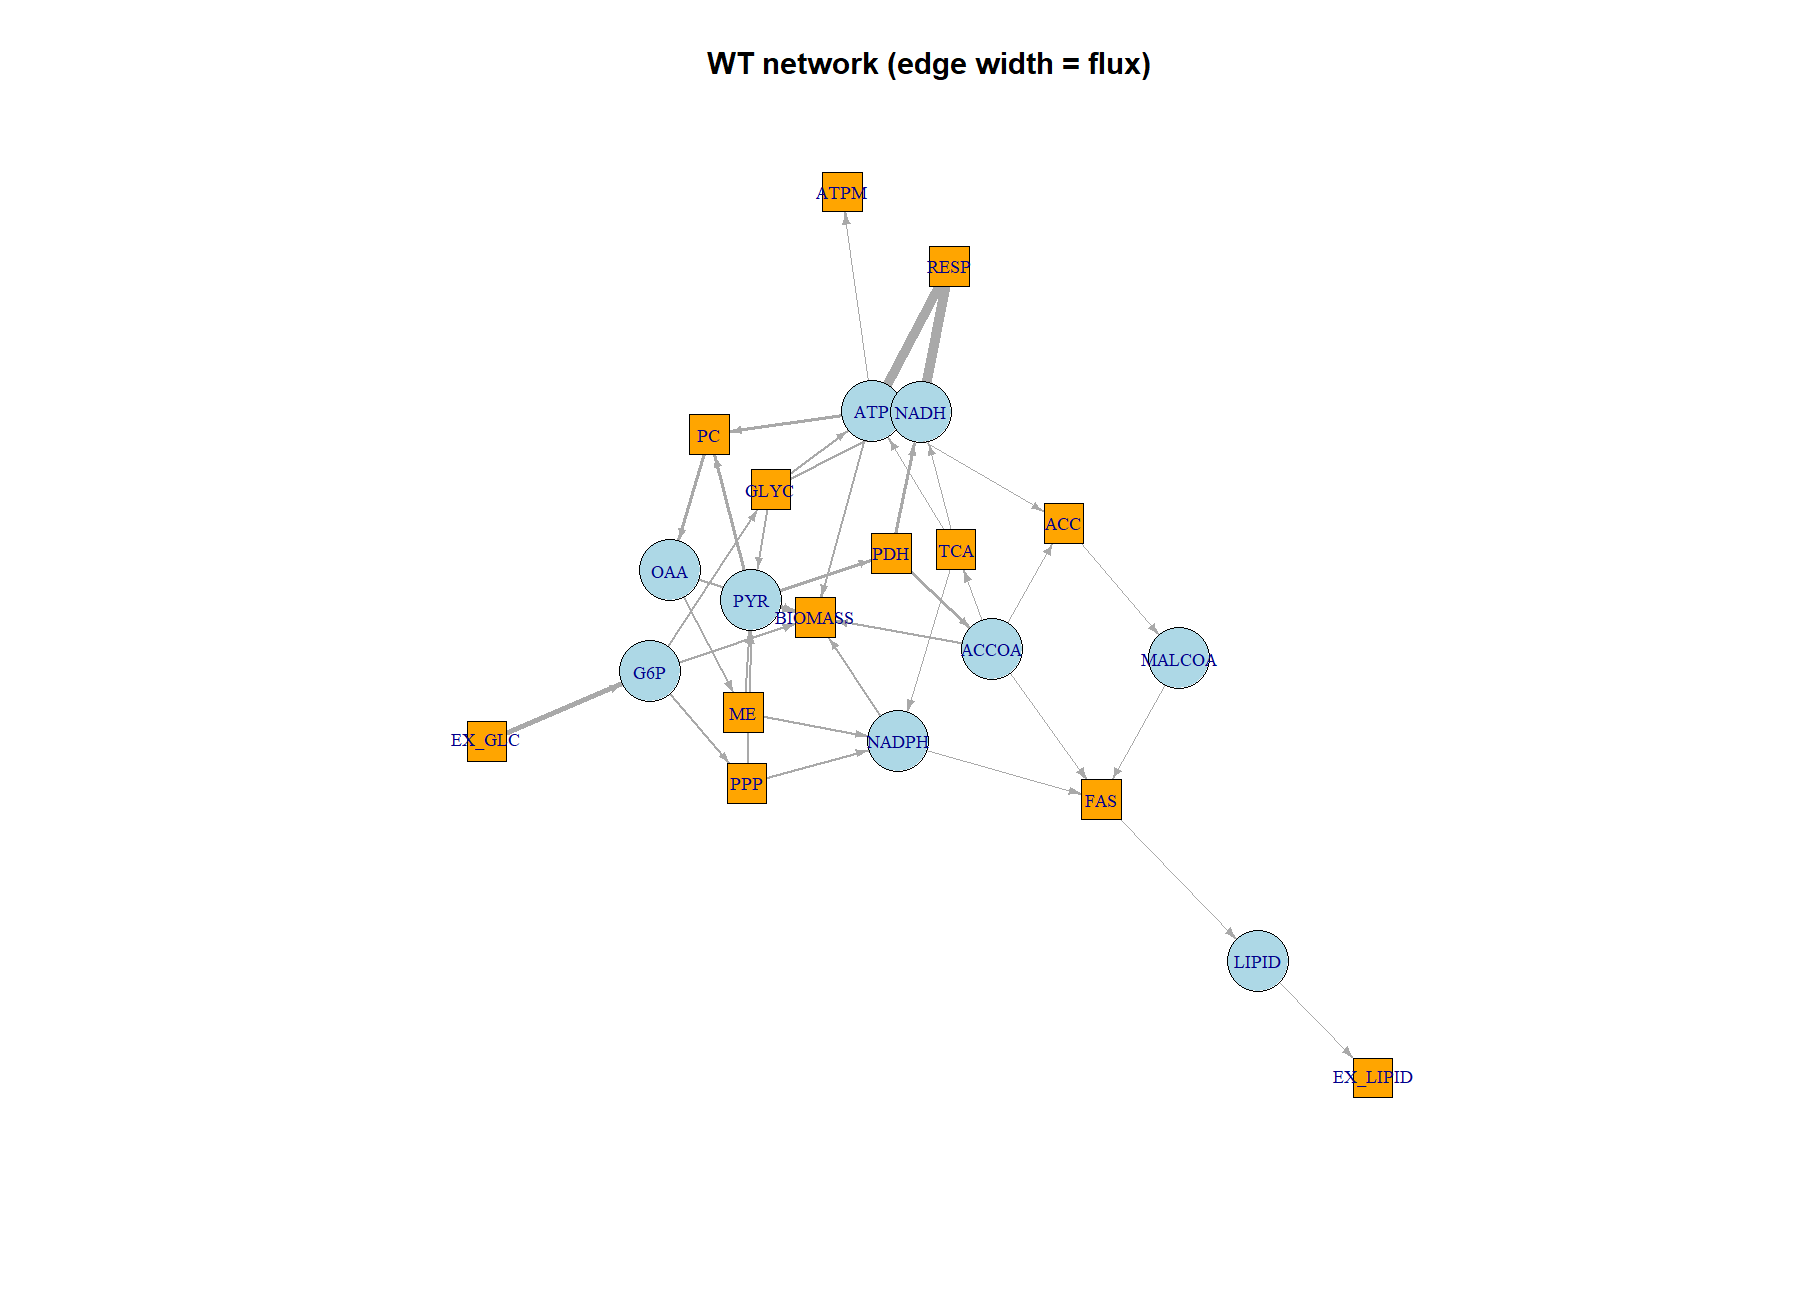 WT network (edge width = flux)
ATPM
RESP
ATP
NADH
PC
GLYC
ACC
PDH
TCA
OAA
PYR
BIOMASS
ACCOA
MALCOA
G6P
ME
EX_GLC
NADPH
PPP
FAS
LIPID
EX_LIPID